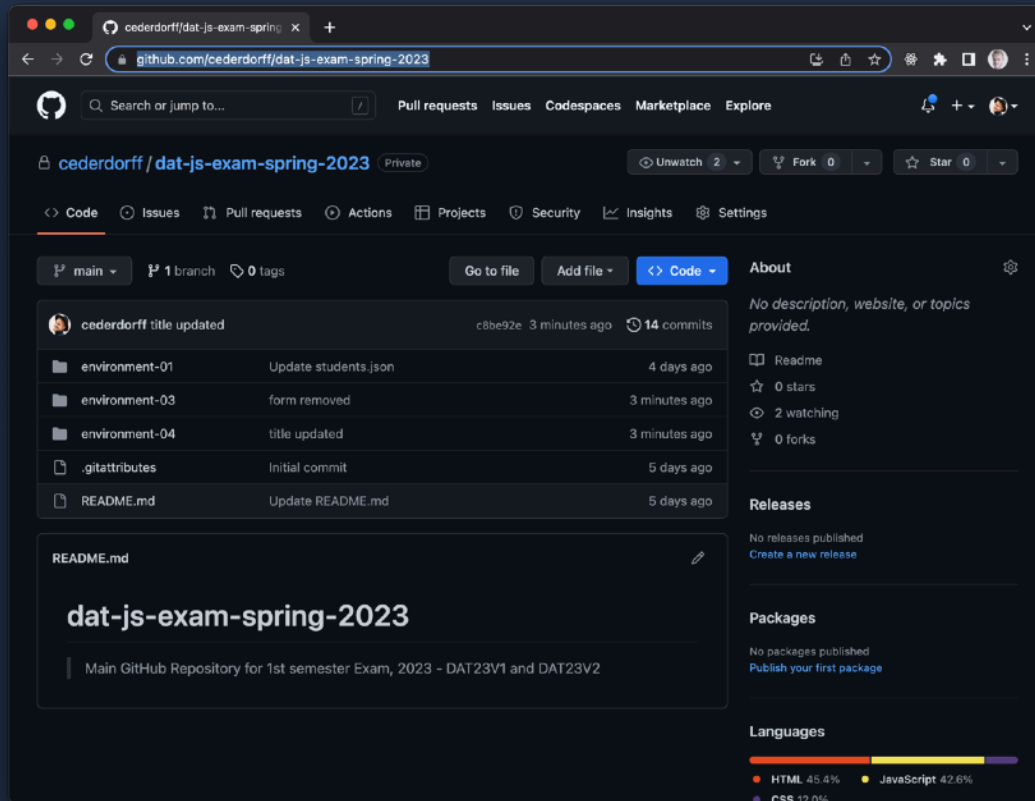 cederdorff/dat-js-exam-spring
github.com/cederdorff/dat-js-exam-spring-2023
Search or jump to... / Pull requests Issues Codespaces Marketplace Explore
cederdorff / dat-js-exam-spring-2023 Private Unwatch 2 Fork 0 Star 0
Code Issues Pull requests Actions Projects Security Insights Settings
main 1 branch 0 tags Go to file Add file Code
cederdorff title updated c8be92e 3 minutes ago 14 commits
environment-01 Update students.json 4 days ago
environment-03 form removed 3 minutes ago
environment-04 title updated 3 minutes ago
.gitattributes Initial commit 5 days ago
README.md Update README.md 5 days ago
README.md
dat-js-exam-spring-2023
Main GitHub Repository for 1st semester Exam, 2023 - DAT23V1 and DAT23V2
About
No description, website, or topics
provided.
Readme
0 stars
2 watching
0 forks
Releases
No releases published
Create a new release
Packages
No packages published
Publish your first package
Languages
HTML 45.4% JavaScript 42.6%
CSS 12.0%